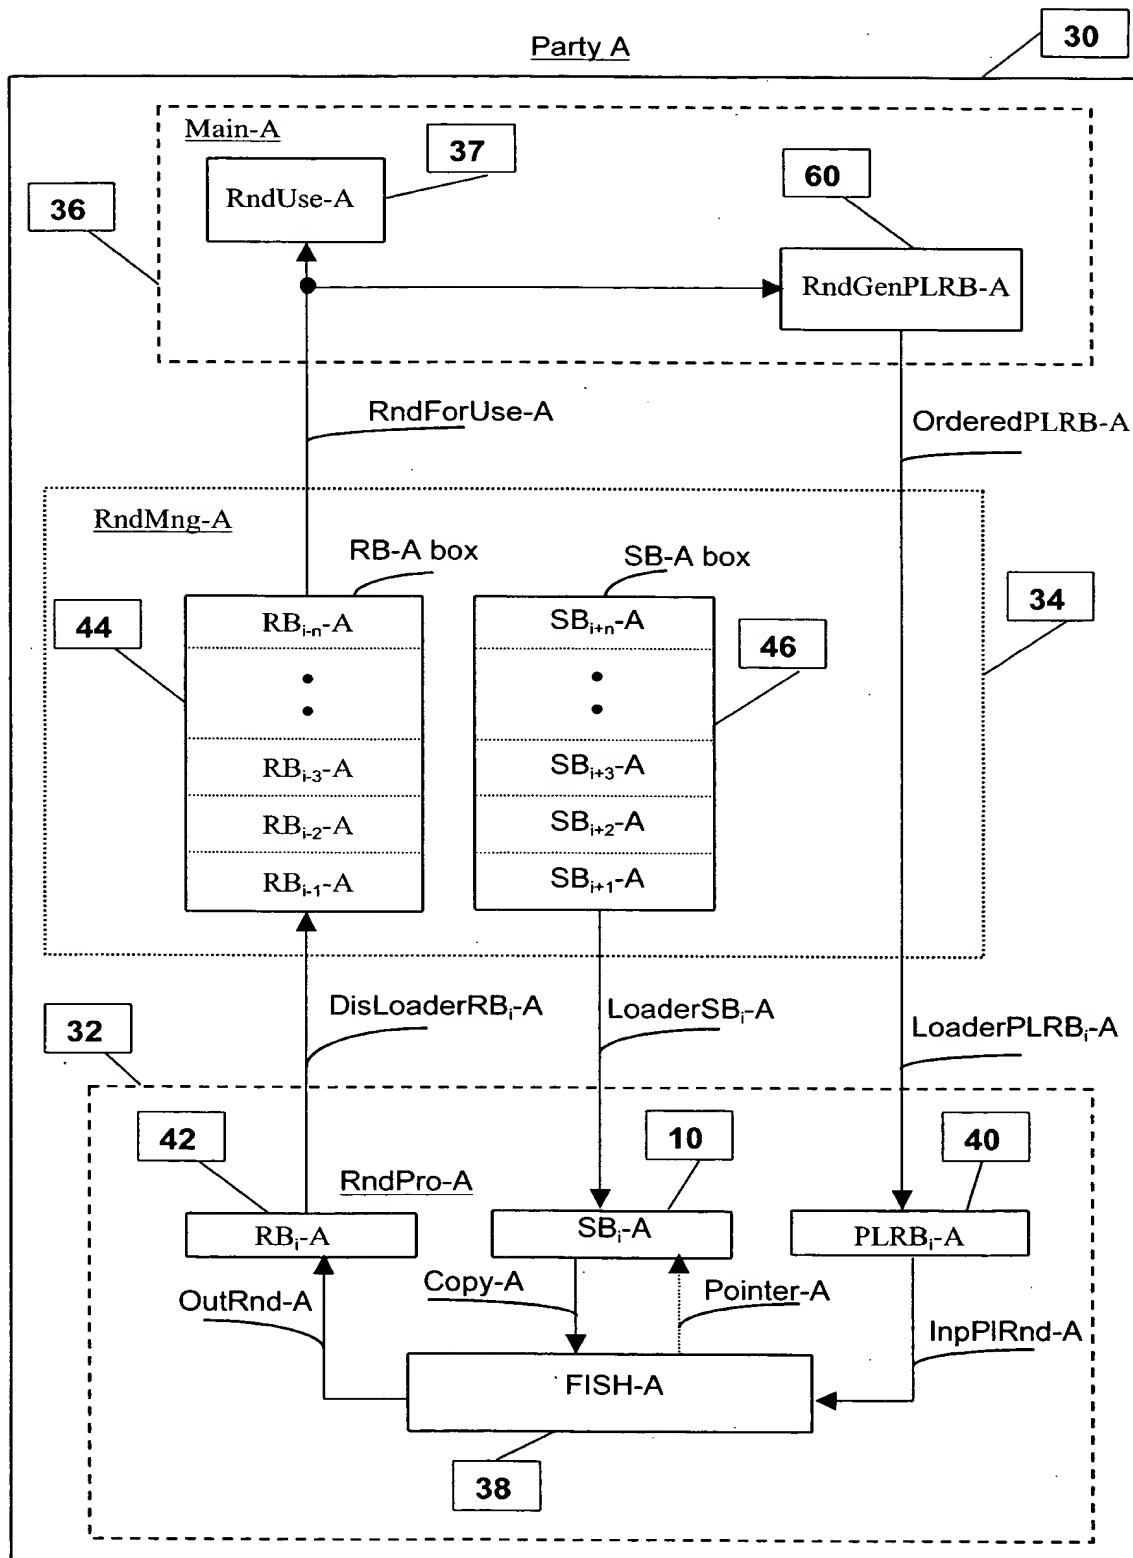 Party A
30
Main-A
37
RndUse-A
60
36
RndGenPLRB-A
RndForUse-A
OrderedPLRB-A
RndMng-A
RB-A box
SB-A box
44
34
RBi-n-A
SBi+n-A
46
RBi-3-A
SBi+3-A
RBi-2-A
SBi+2-A
RBi-1-A
SBi+1-A
DisLoaderRBi-A
LoaderSBi-A
LoaderPLRBi-A
32
42
10
40
RndPro-A
RBi-A
SBi-A
PLRBi-A
Copy-A
Pointer-A
OutRnd-A
InpPlRnd-A
FISH-A
38